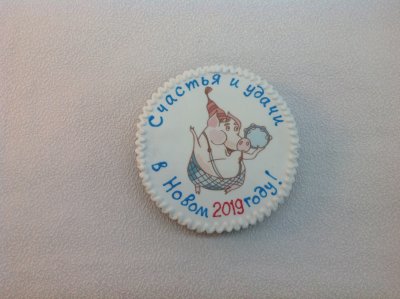 Счастья и удачи
в Новом 2019 году!